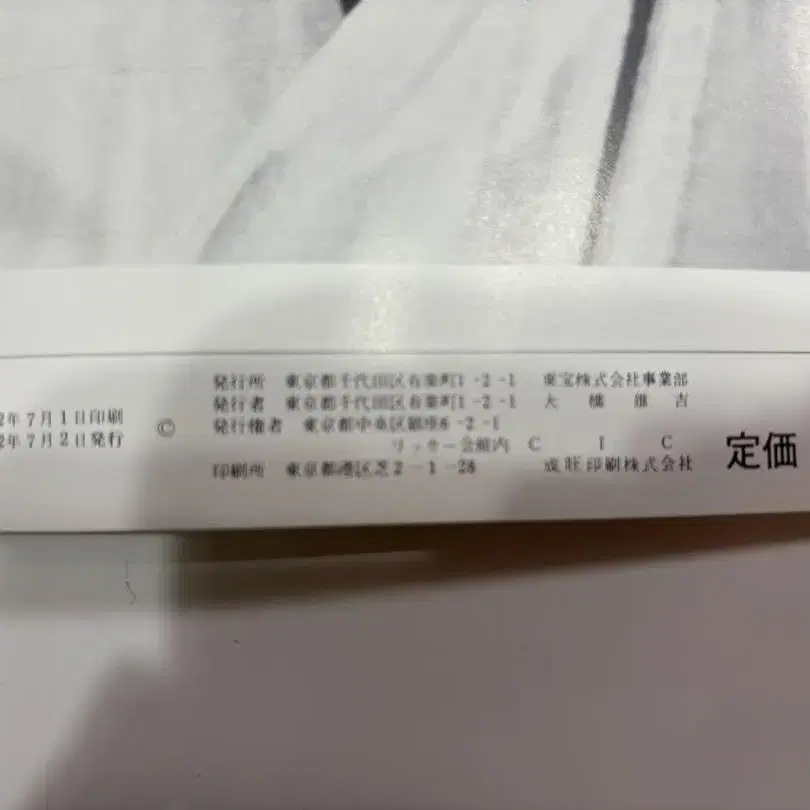 2年7月1日印刷
2年7月2日発行
©
発行所 東京都千代田区有楽町1-2-1 東宝株式会社事業部
発行者 東京都千代田区有楽町1-2-1 大橋雄吉
発行権者 東京都中央区銀座6-2-1
リッカー会館内 C I C
印刷所 東京都港区芝2-1-28 成旺印刷株式会社
定価